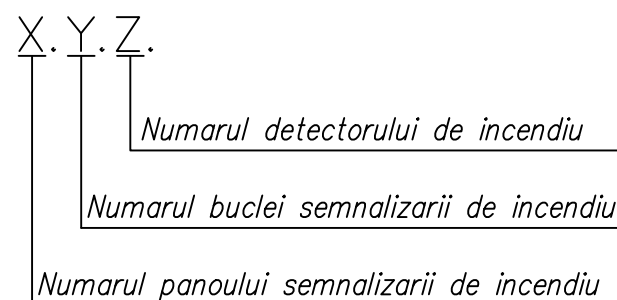 X.Y.Z.
Numarul detectorului de incendiu
Numarul buclei semnalizarii de incendiu
Numarul panoului semnalizarii de incendiu